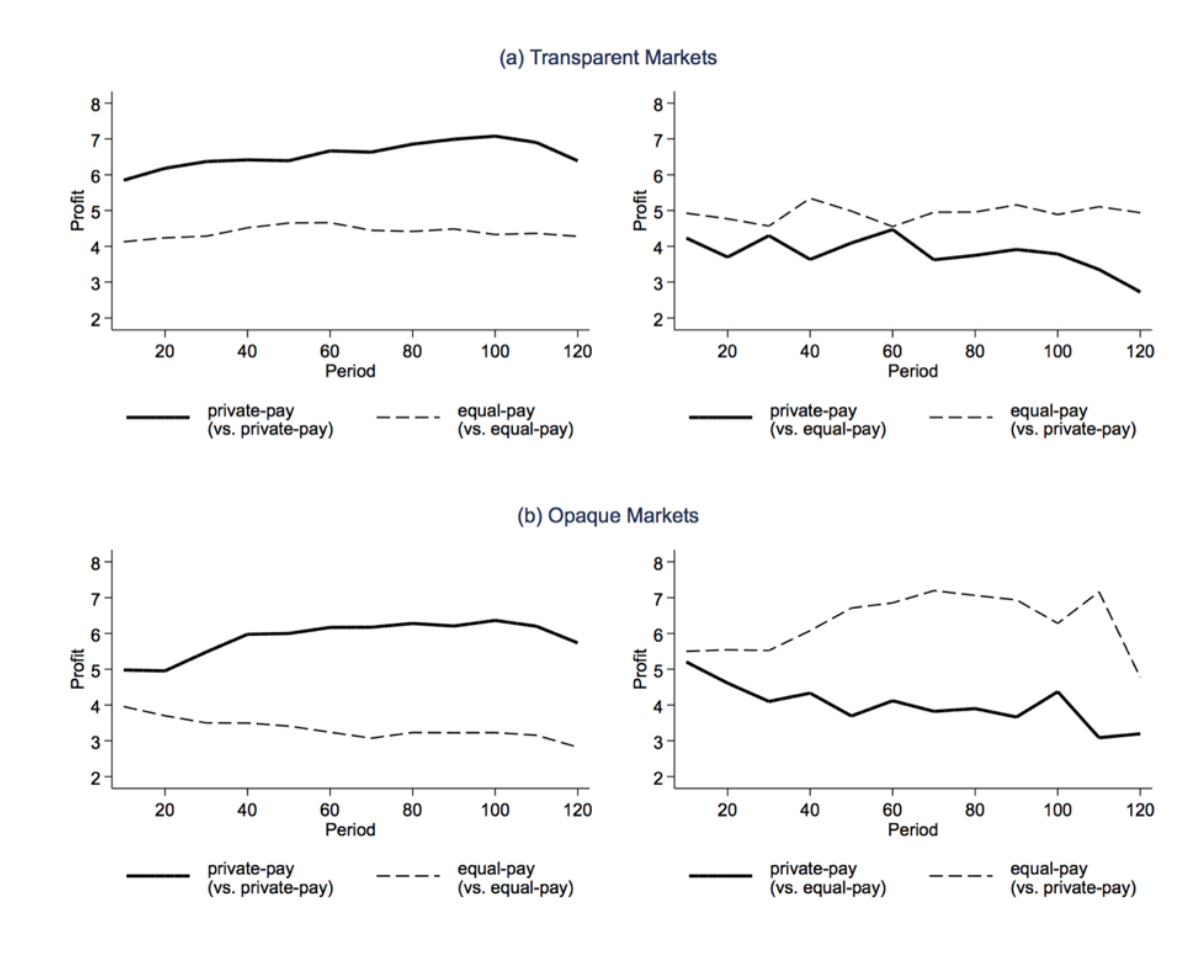 (a) Transparent Markets
Profit
8
7
6
5
4
3
2
20 40 60 80 100 120
Period
private-pay
(vs. private-pay)
equal-pay
(vs. equal-pay)
Profit
8
7
6
5
4
3
2
20 40 60 80 100 120
Period
private-pay
(vs. equal-pay)
equal-pay
(vs. private-pay)
(b) Opaque Markets
Profit
8
7
6
5
4
3
2
20 40 60 80 100 120
Period
private-pay
(vs. private-pay)
equal-pay
(vs. equal-pay)
Profit
8
7
6
5
4
3
2
20 40 60 80 100 120
Period
private-pay
(vs. equal-pay)
equal-pay
(vs. private-pay)